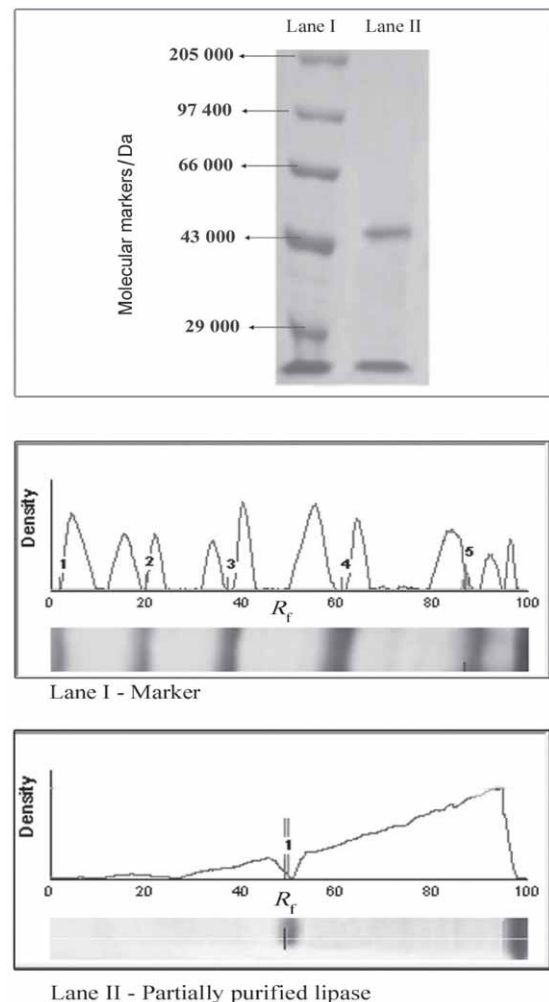 Lane I Lane II
205 000
97 400
66 000
43 000
29 000
Molecular markers/Da
Density
1 2 3 4 5
0 20 40 60 80 100
Rf
Lane I - Marker
Density
1
0 20 40 60 80 100
Rf
Lane II - Partially purified lipase